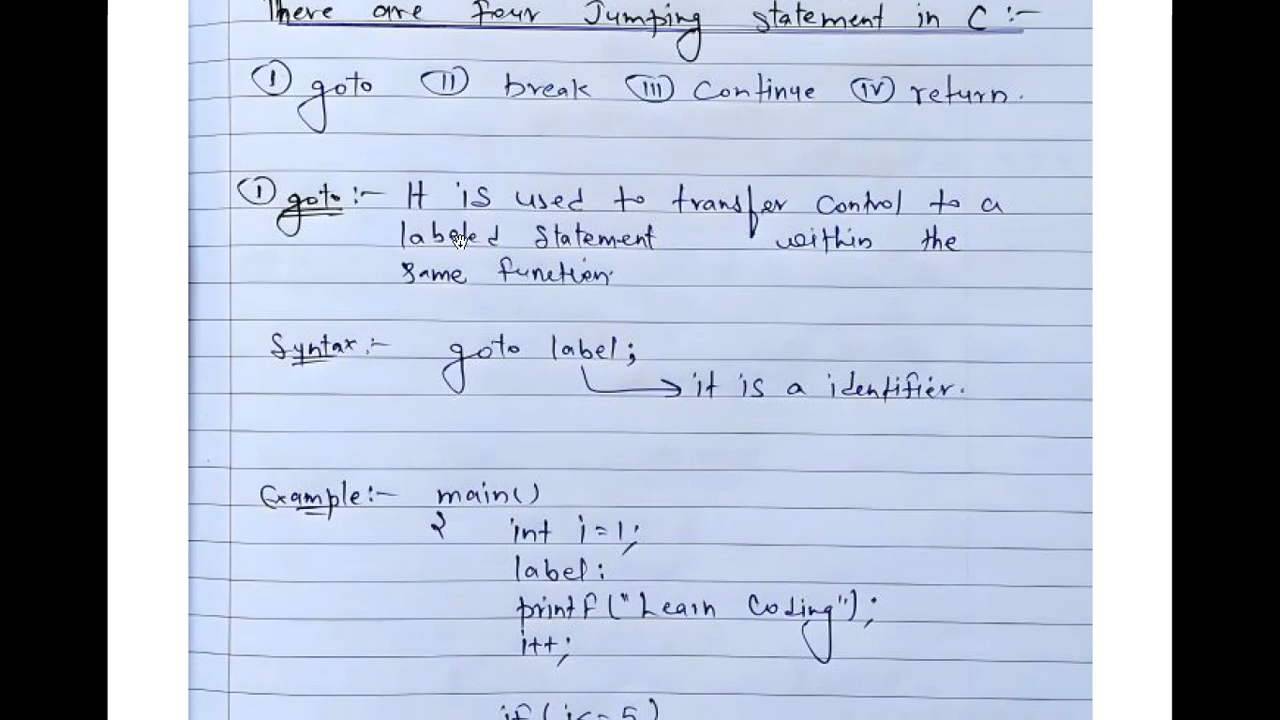 There are four Jumping statement in C :-
I goto II break III Continue IV return.
I goto :- It is used to transfer control to a
labeled statement within the
same function.
Syntax :- goto label;
it is a identifier.
Example :- main()
{ int i = 1;
label:
printf("Learn Coding");
i++;
if (i <= 5)